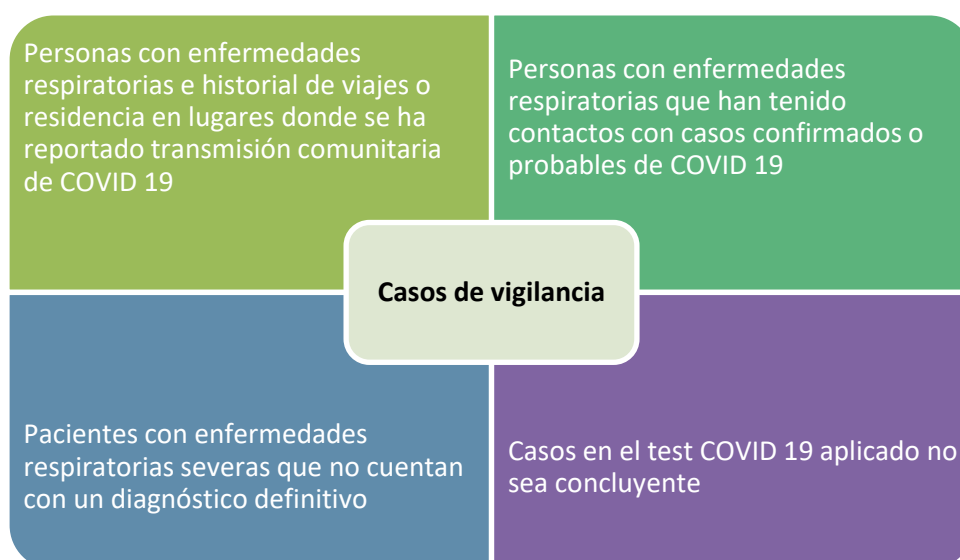 Personas con enfermedades
respiratorias e historial de viajes o
residencia en lugares donde se ha
reportado transmisión comunitaria
de COVID 19
Personas con enfermedades
respiratorias que han tenido
contactos con casos confirmados o
probables de COVID 19
Casos de vigilancia
Pacientes con enfermedades
respiratorias severas que no cuentan
con un diagnóstico definitivo
Casos en el test COVID 19 aplicado no
sea concluyente